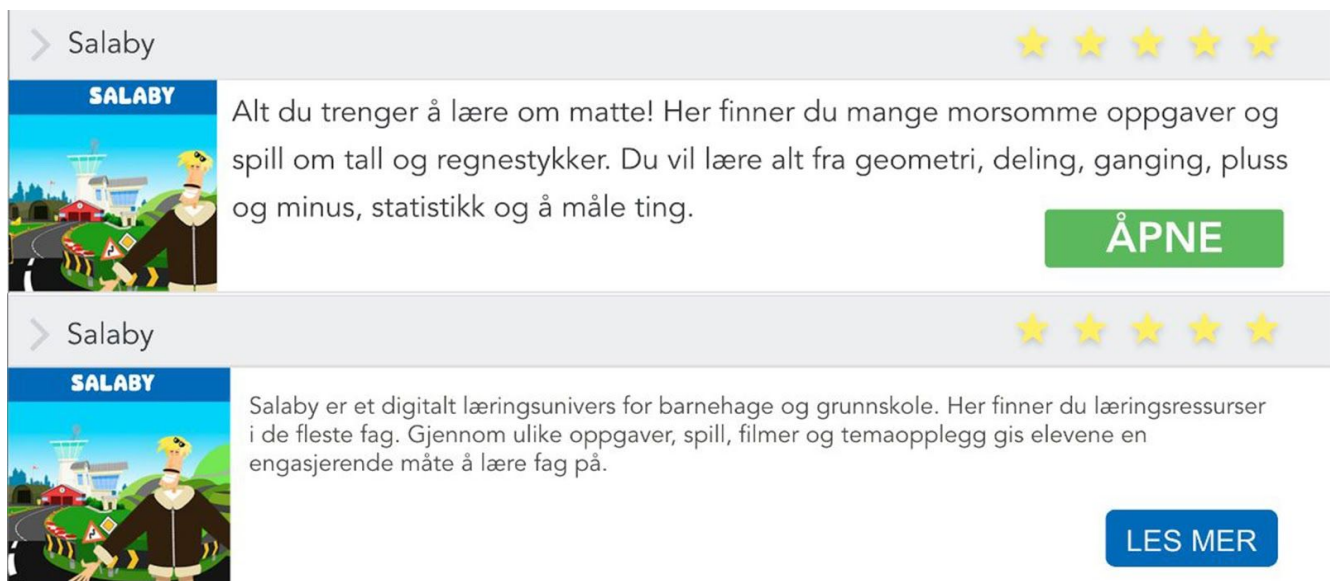 Salaby
SALABY
Alt du trenger å lære om matte! Her finner du mange morsomme oppgaver og
spill om tall og regnestykker. Du vil lære alt fra geometri, deling, ganging, pluss
og minus, statistikk og å måle ting.
ÅPNE
Salaby
SALABY
Salaby er et digitalt læringsunivers for barnehage og grunnskole. Her finner du læringsressurser
i de fleste fag. Gjennom ulike oppgaver, spill, filmer og temaopplegg gis elevene en
engasjerende måte å lære fag på.
LES MER